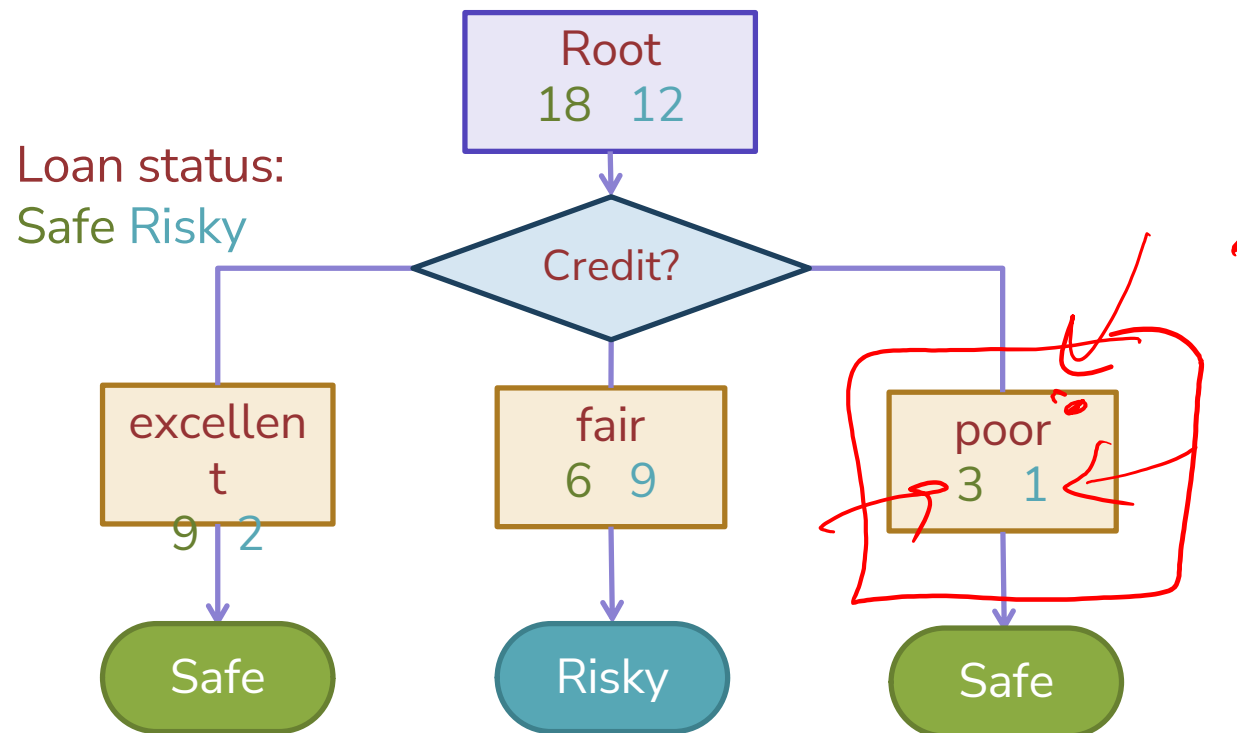 Root
18 12
Loan status:
Safe Risky
Credit?
excellen
t
9 2
fair
6 9
poor
3 1
Safe
Risky
Safe